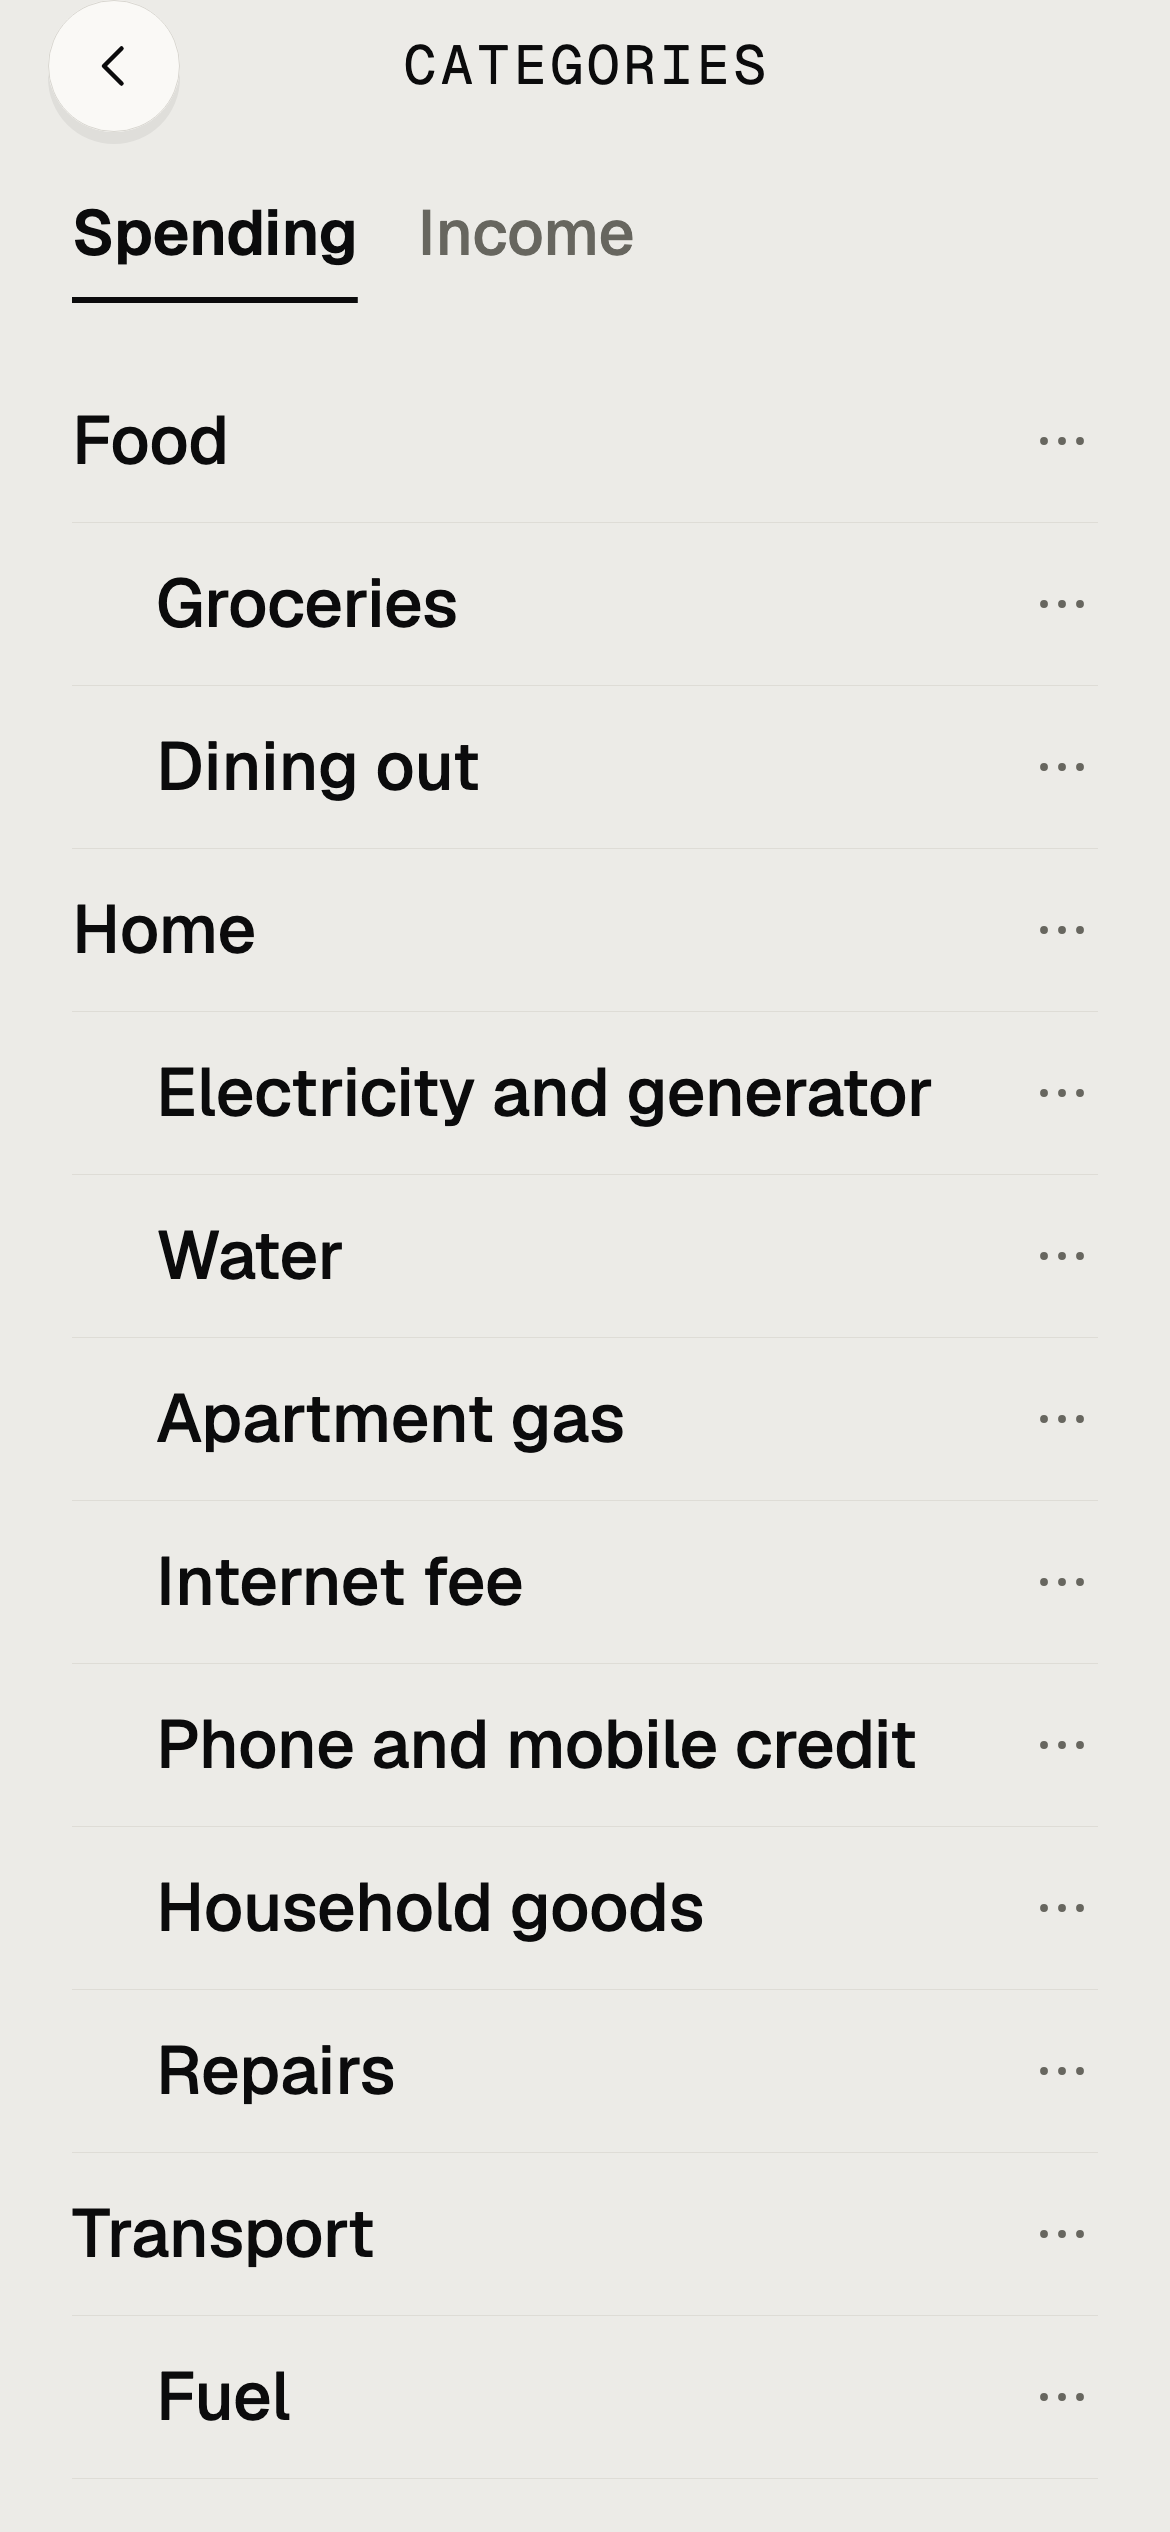 CATEGORIES
Spending Income
Food
Groceries
Dining out
Home
Electricity and generator
Water
Apartment gas
Internet fee
Phone and mobile credit
Household goods
Repairs
Transport
Fuel